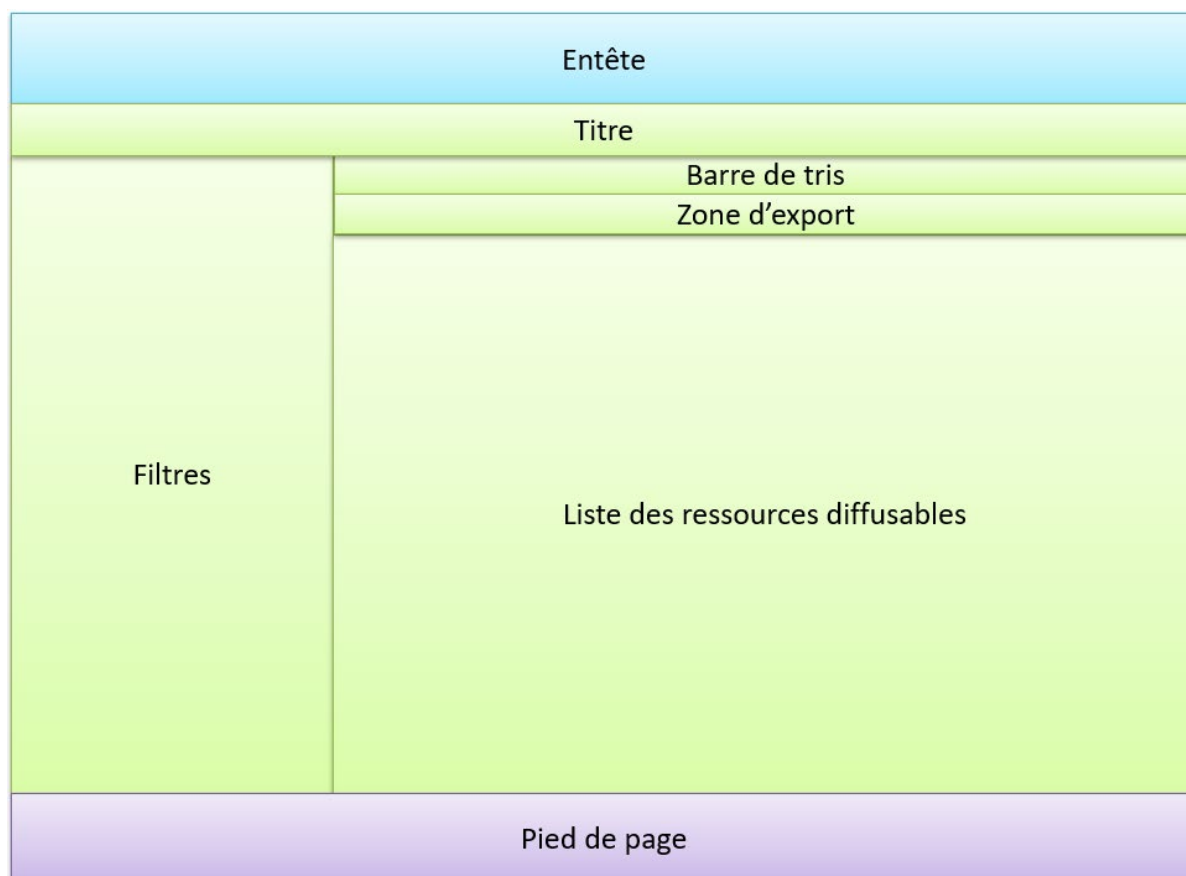 Entête
Titre
Barre de tris
Zone d’export
Filtres
Liste des ressources diffusables
Pied de page